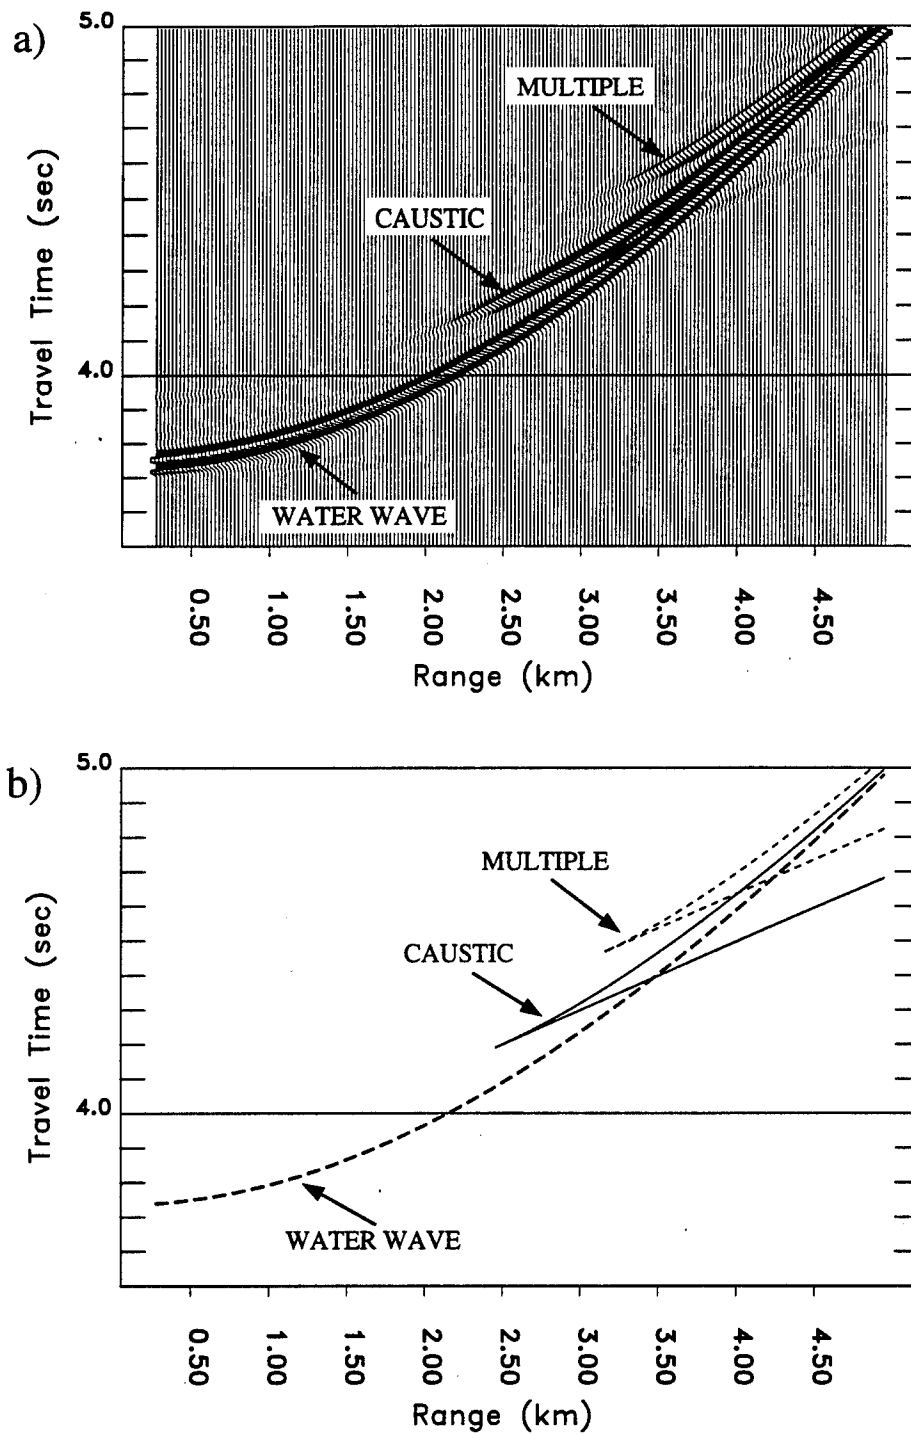 a)
5.0
MULTIPLE
CAUSTIC
4.0
WATER WAVE
Travel Time (sec)
0.50
1.00
1.50
2.00
2.50
3.00
3.50
4.00
4.50
Range (km)
b)
5.0
MULTIPLE
CAUSTIC
4.0
WATER WAVE
Travel Time (sec)
0.50
1.00
1.50
2.00
2.50
3.00
3.50
4.00
4.50
Range (km)